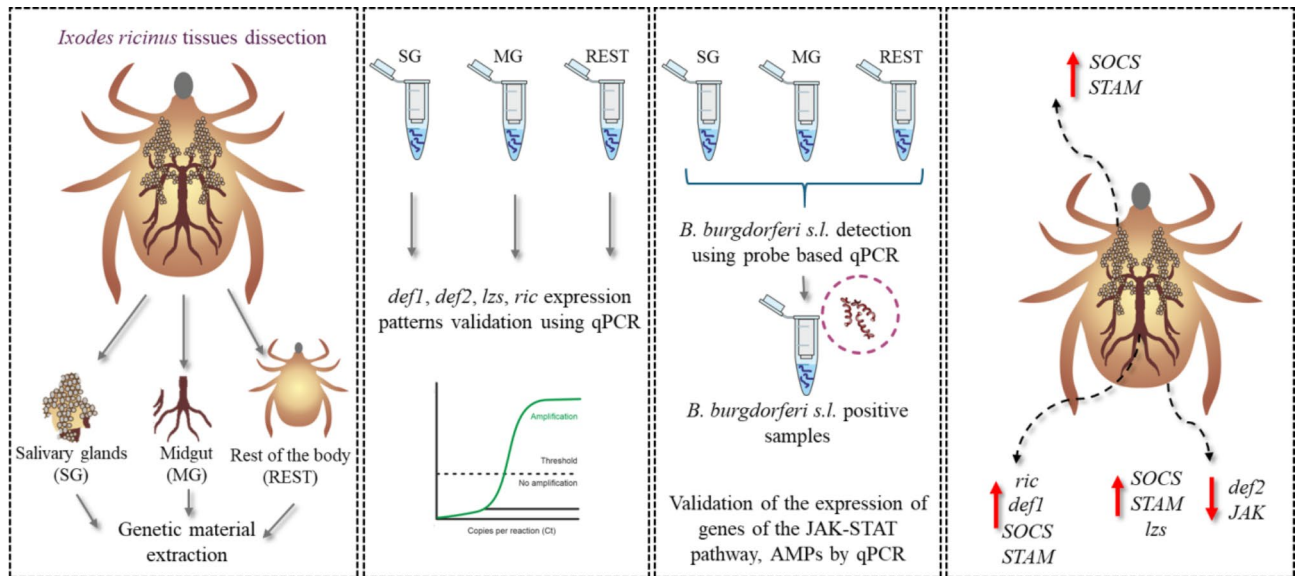 Ixodes ricinus tissues dissection
Salivary glands
(SG)
Midgut
(MG)
Rest of the body
(REST)
Genetic material
extraction
SG MG REST
def1, def2, lzs, ric expression
patterns validation using qPCR
Amplification
Threshold
No amplification
Copies per reaction (Ct)
SG MG REST
B. burgdorferi s.l. detection
using probe based qPCR
B. burgdorferi s.l. positive
samples
Validation of the expression of
genes of the JAK-STAT
pathway, AMPs by qPCR
SOCS
STAM
ric
def1
SOCS
STAM
SOCS
STAM
lzs
def2
JAK